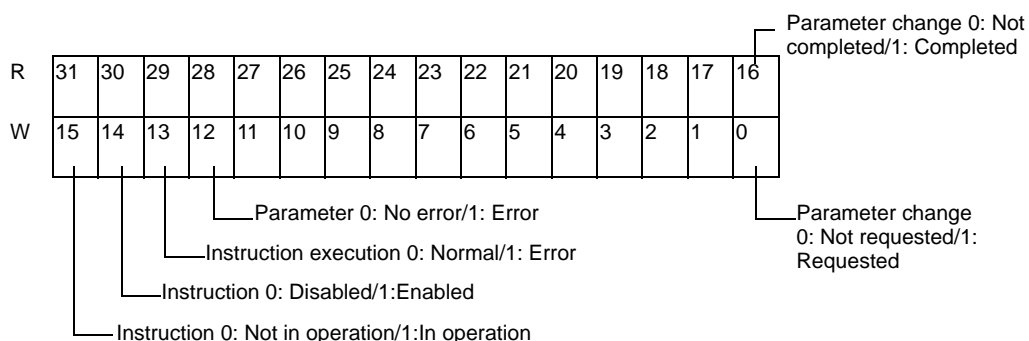 Parameter change 0: Not
completed/1: Completed
R 31 30 29 28 27 26 25 24 23 22 21 20 19 18 17 16
W 15 14 13 12 11 10 9 8 7 6 5 4 3 2 1 0
Parameter 0: No error/1: Error
Parameter change
0: Not requested/1:
Requested
Instruction execution 0: Normal/1: Error
Instruction 0: Disabled/1:Enabled
Instruction 0: Not in operation/1:In operation